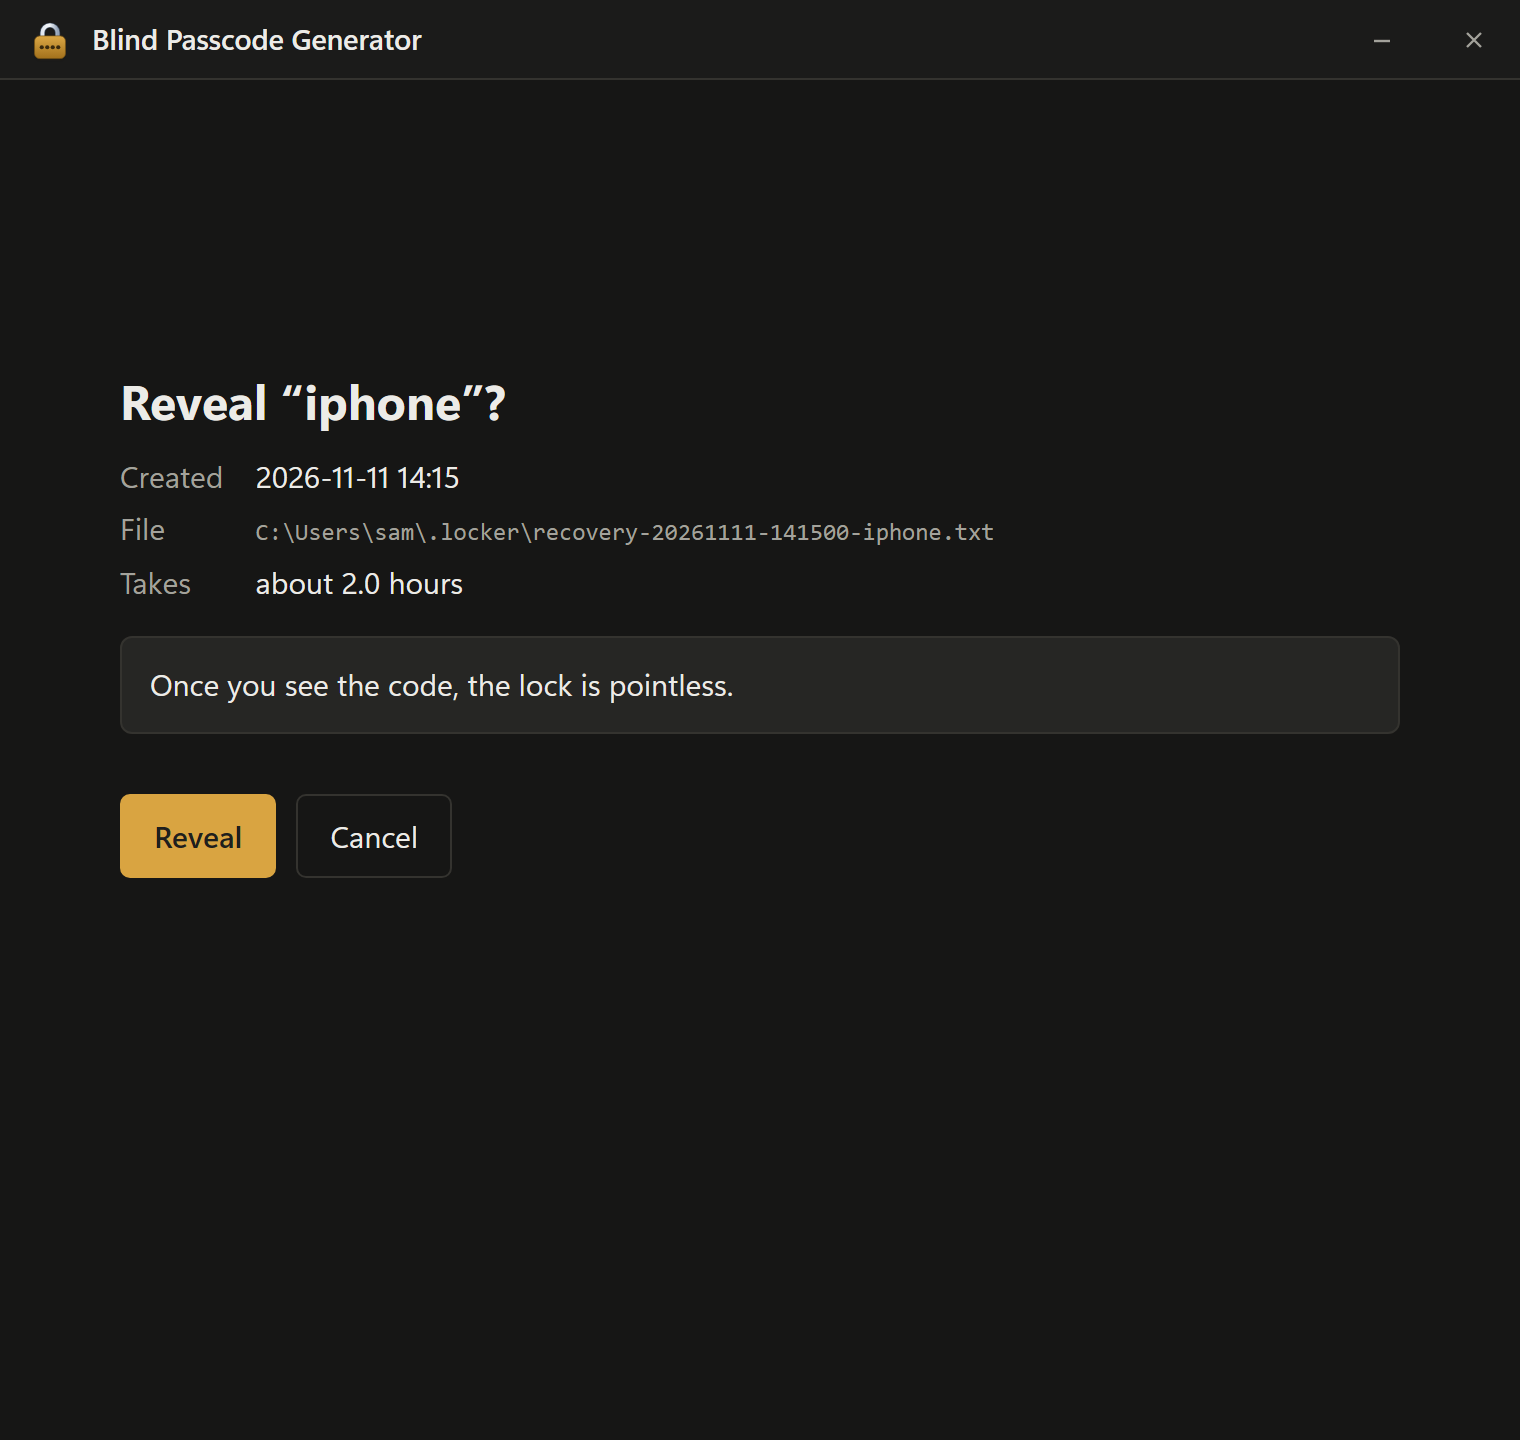 Blind Passcode Generator
Reveal “iphone”?
Created 2026-11-11 14:15
File C:\Users\sam\.locker\recovery-20261111-141500-iphone.txt
Takes about 2.0 hours
Once you see the code, the lock is pointless.
Reveal Cancel